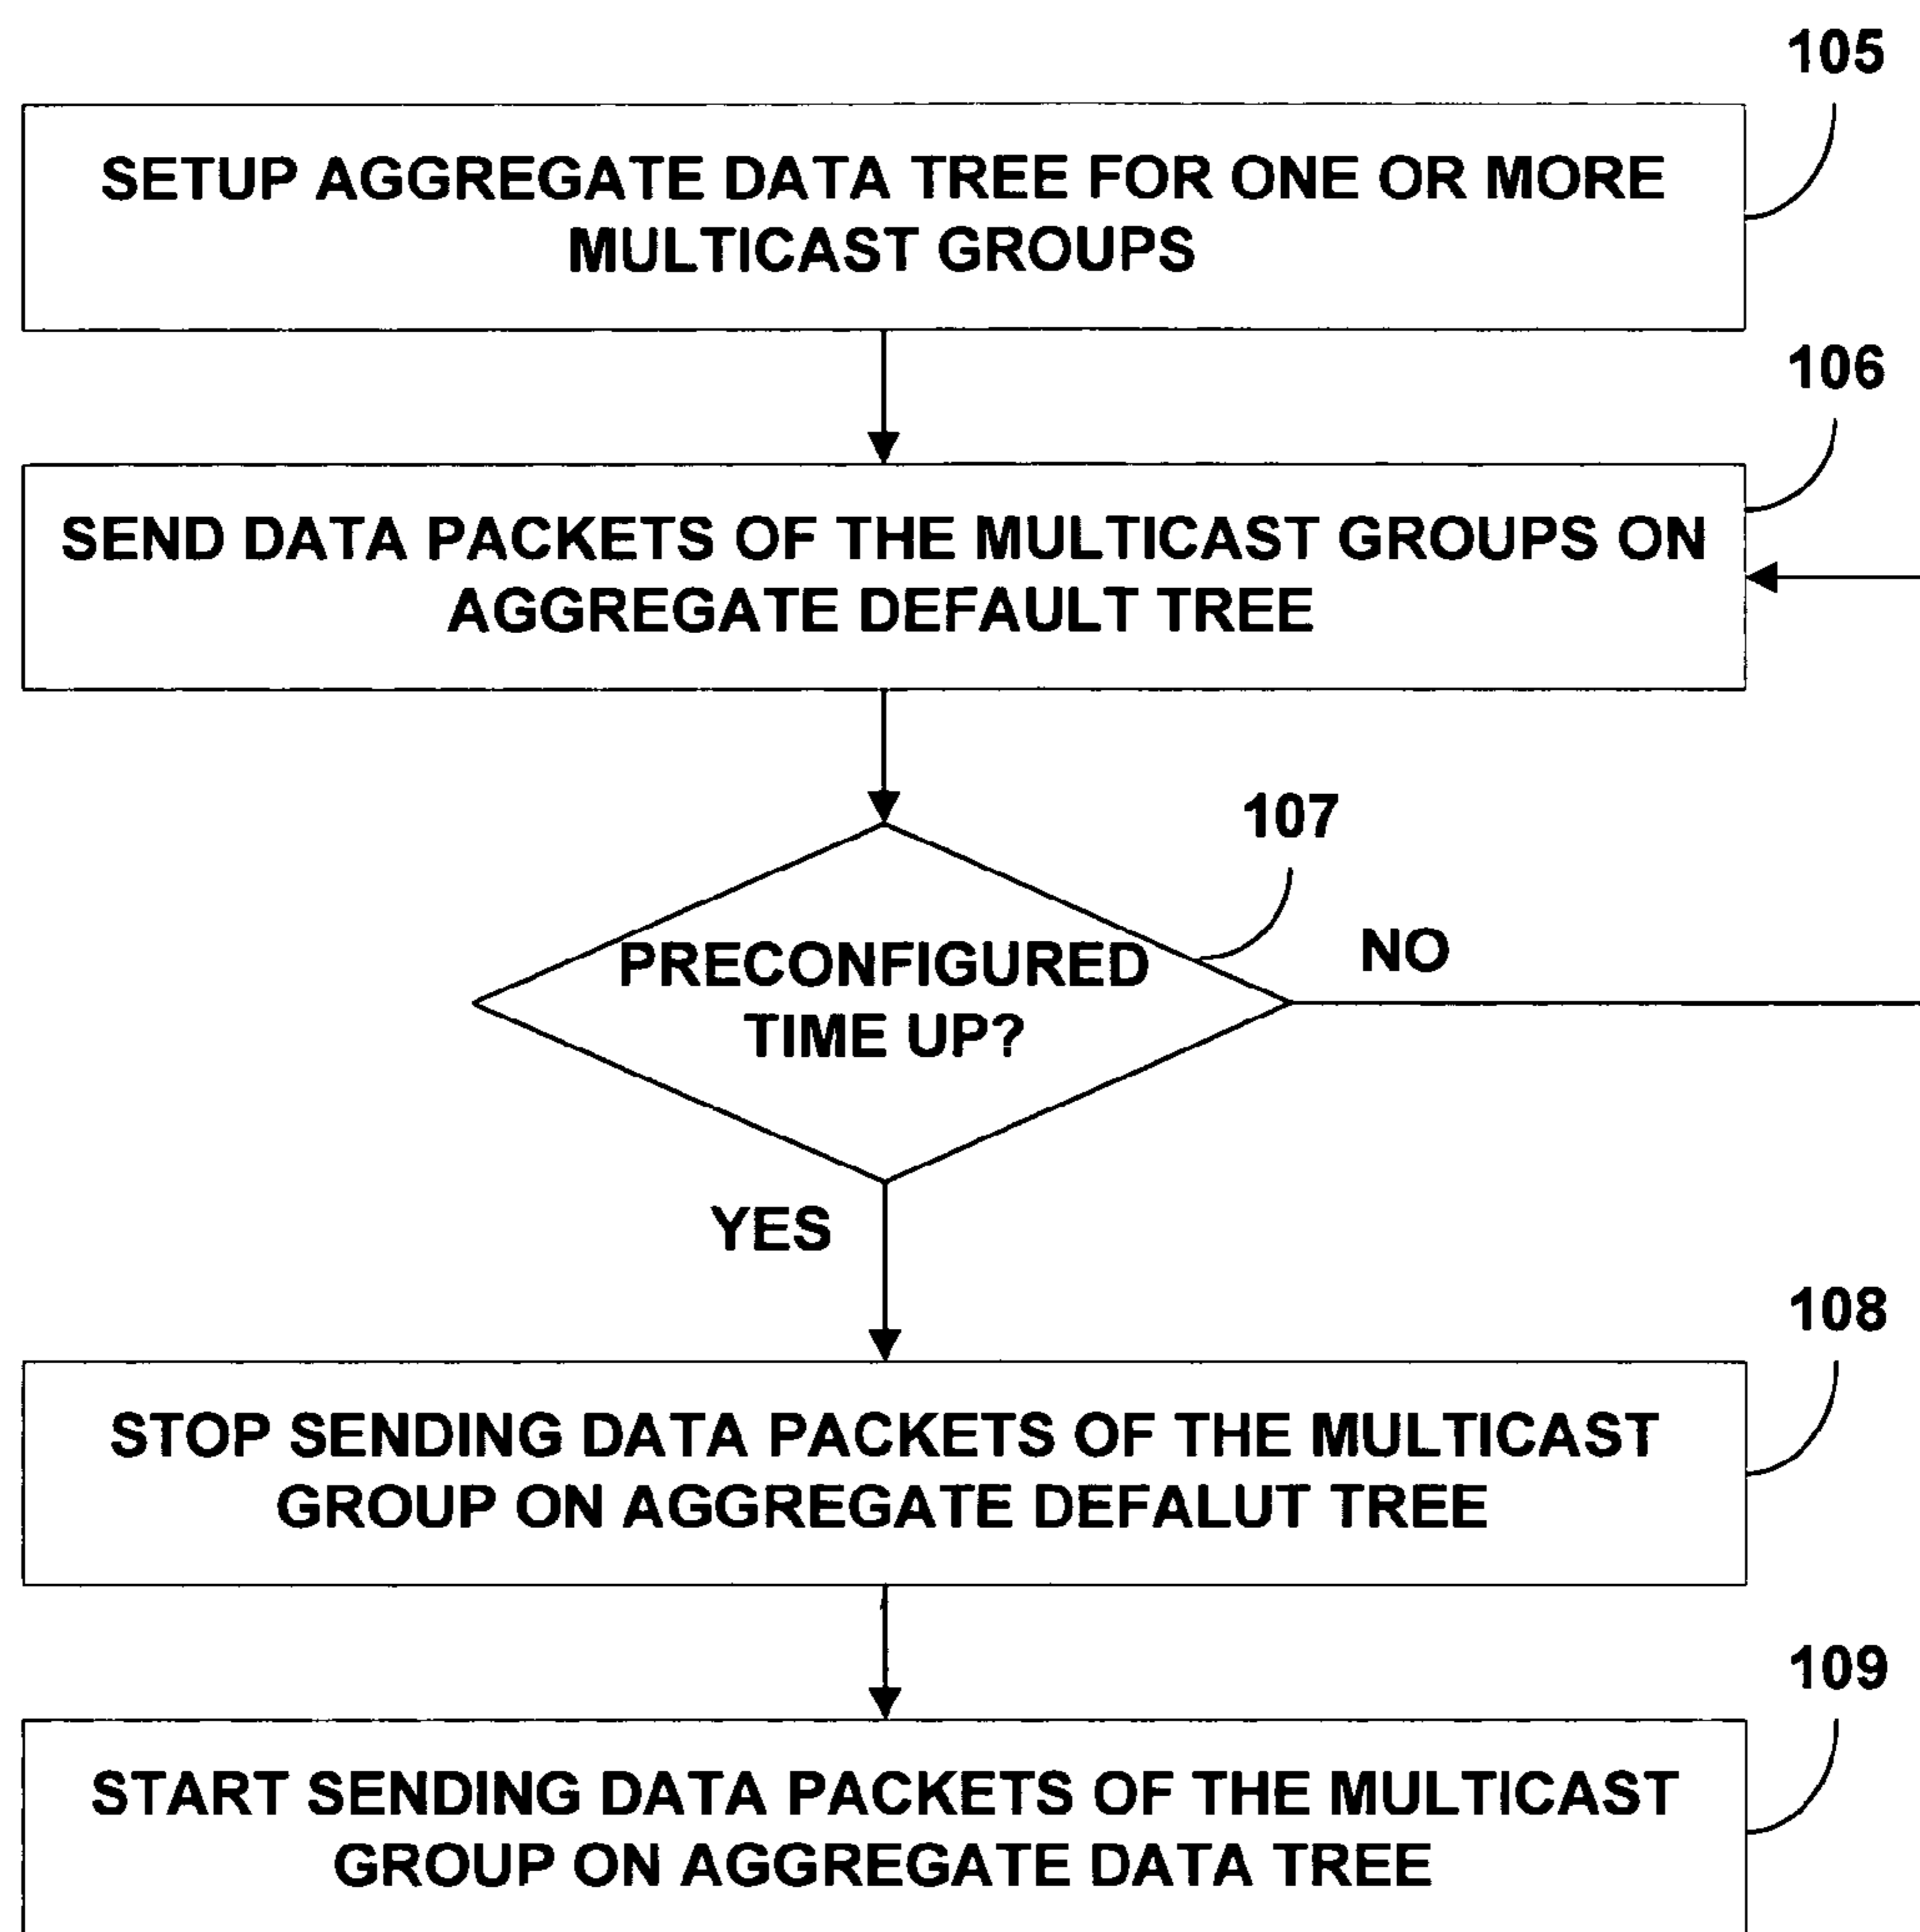 105
SETUP AGGREGATE DATA TREE FOR ONE OR MORE
MULTICAST GROUPS
106
SEND DATA PACKETS OF THE MULTICAST GROUPS ON
AGGREGATE DEFAULT TREE
107
PRECONFIGURED
TIME UP?
NO
YES
108
STOP SENDING DATA PACKETS OF THE MULTICAST
GROUP ON AGGREGATE DEFALUT TREE
109
START SENDING DATA PACKETS OF THE MULTICAST
GROUP ON AGGREGATE DATA TREE